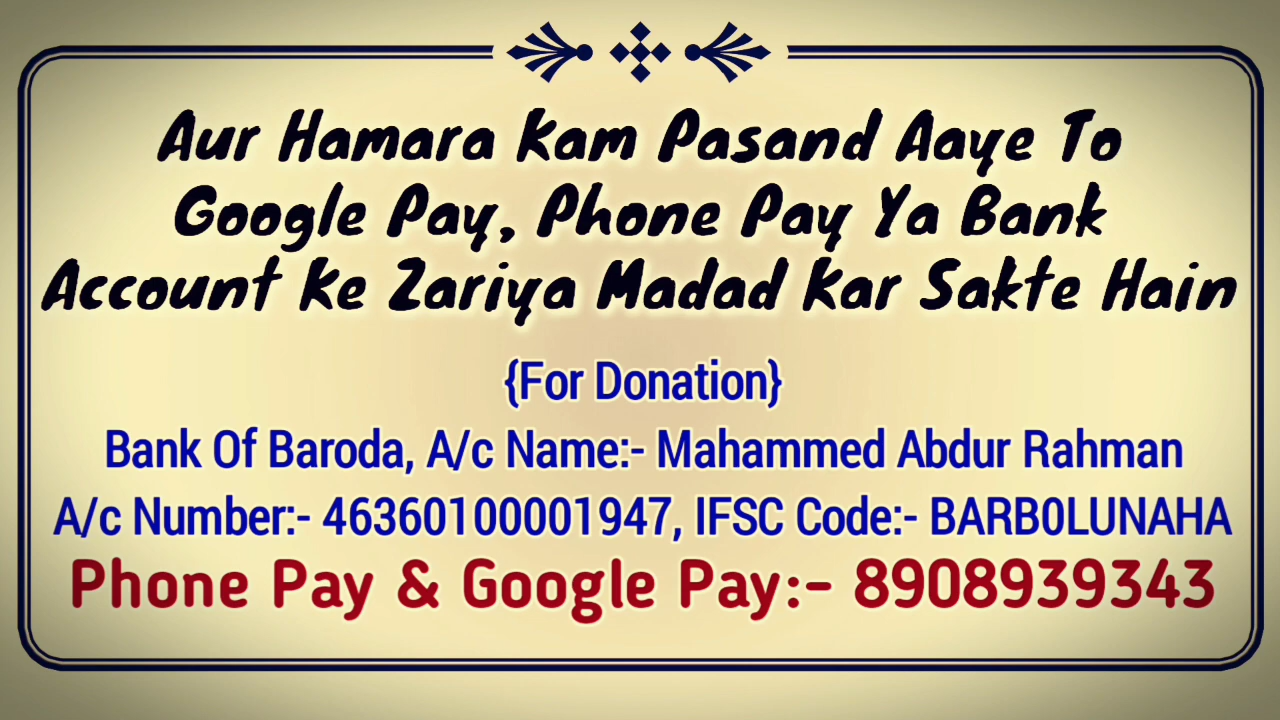 Aur Hamara Kam Pasand Aaye To
Google Pay, Phone Pay Ya Bank
Account Ke Zariya Madad Kar Sakte Hain
{For Donation}
Bank Of Baroda, A/c Name:- Mahammed Abdur Rahman
A/c Number:- 46360100001947, IFSC Code:- BARB0LUNAHA
Phone Pay & Google Pay:- 8908939343